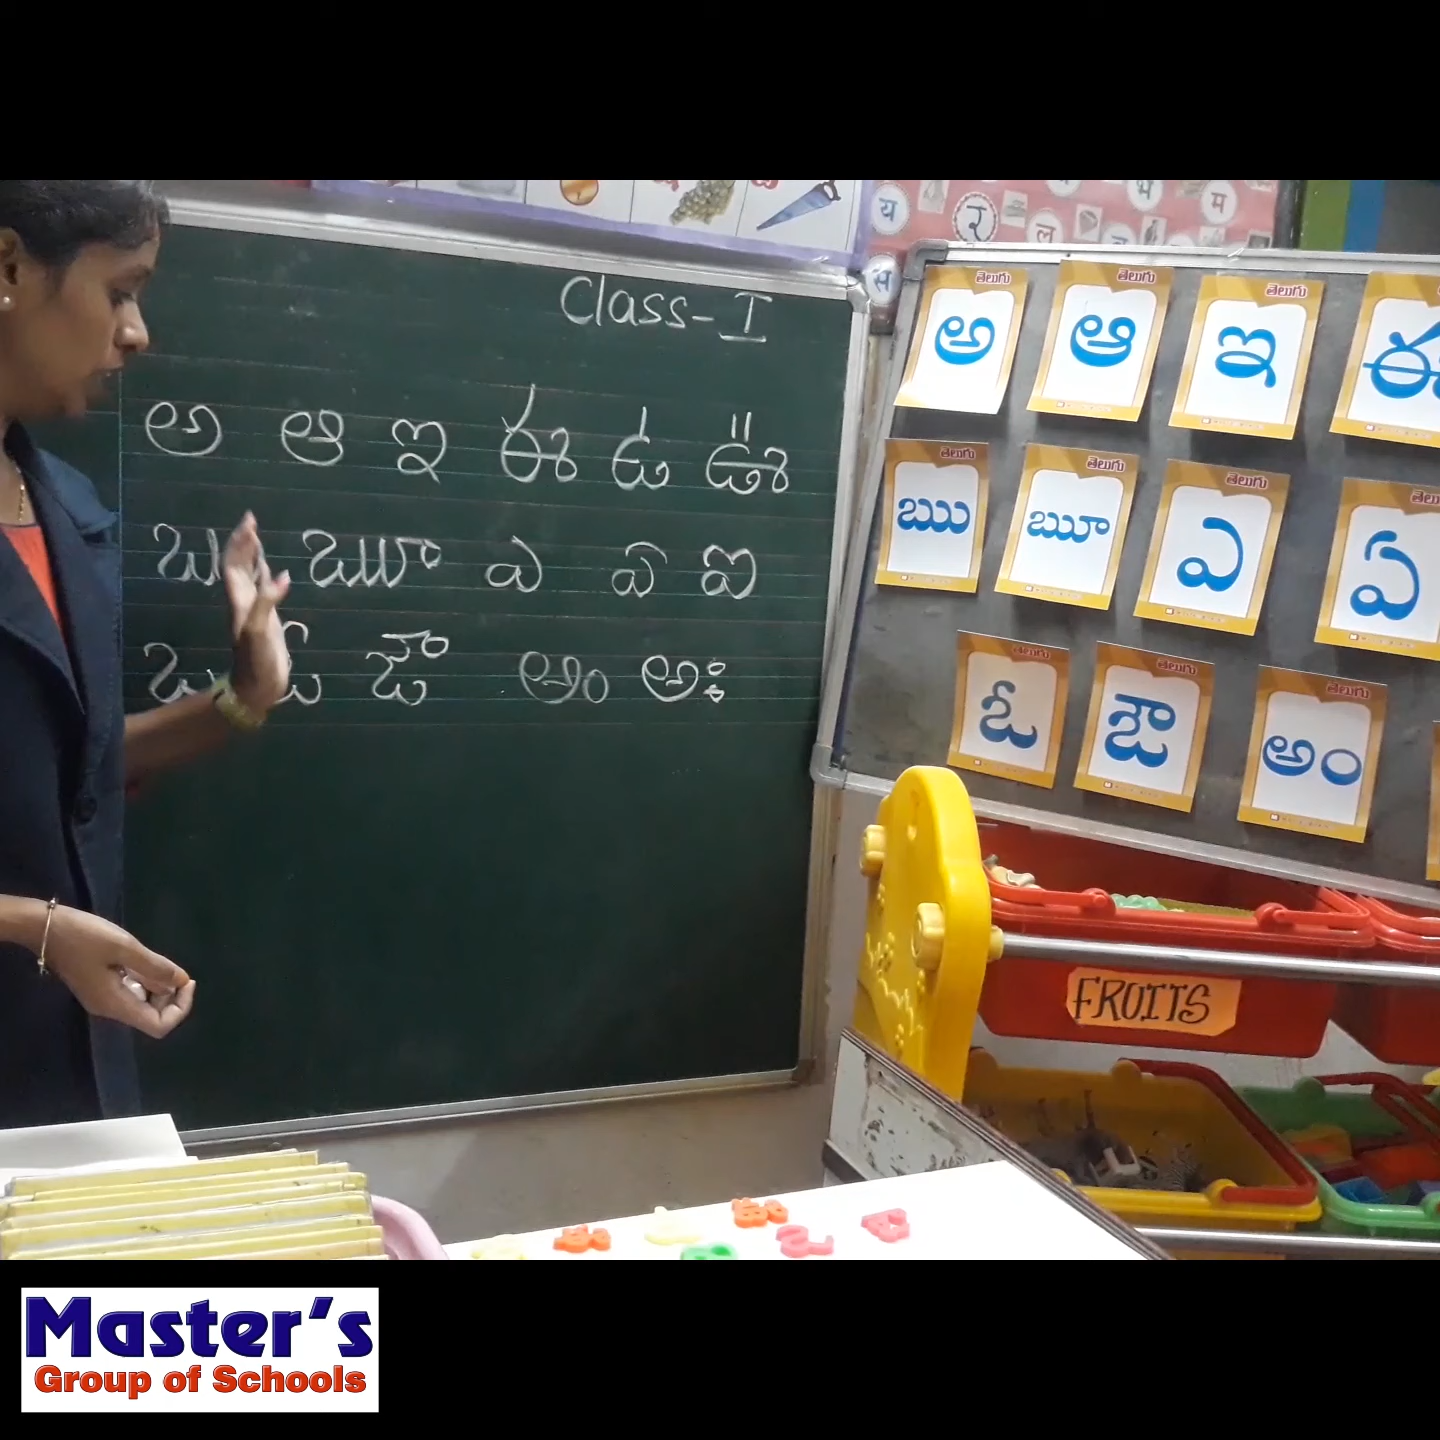 Class-I
అ ఆ ఇ ఈ ఉ ఊ
ఋ ౠ ఎ ఏ ఐ
ఒ ఓ ఔ అం అః
తెలుగు తెలుగు తెలుగు
అ ఆ ఇ ఈ
తెలుగు తెలుగు తెలుగు తెలుగు
ఋ ౠ ఎ ఏ
తెలుగు తెలుగు తెలుగు
ఓ ఔ అం
య र ल स भ म
FRUITS
Master's
Group of Schools